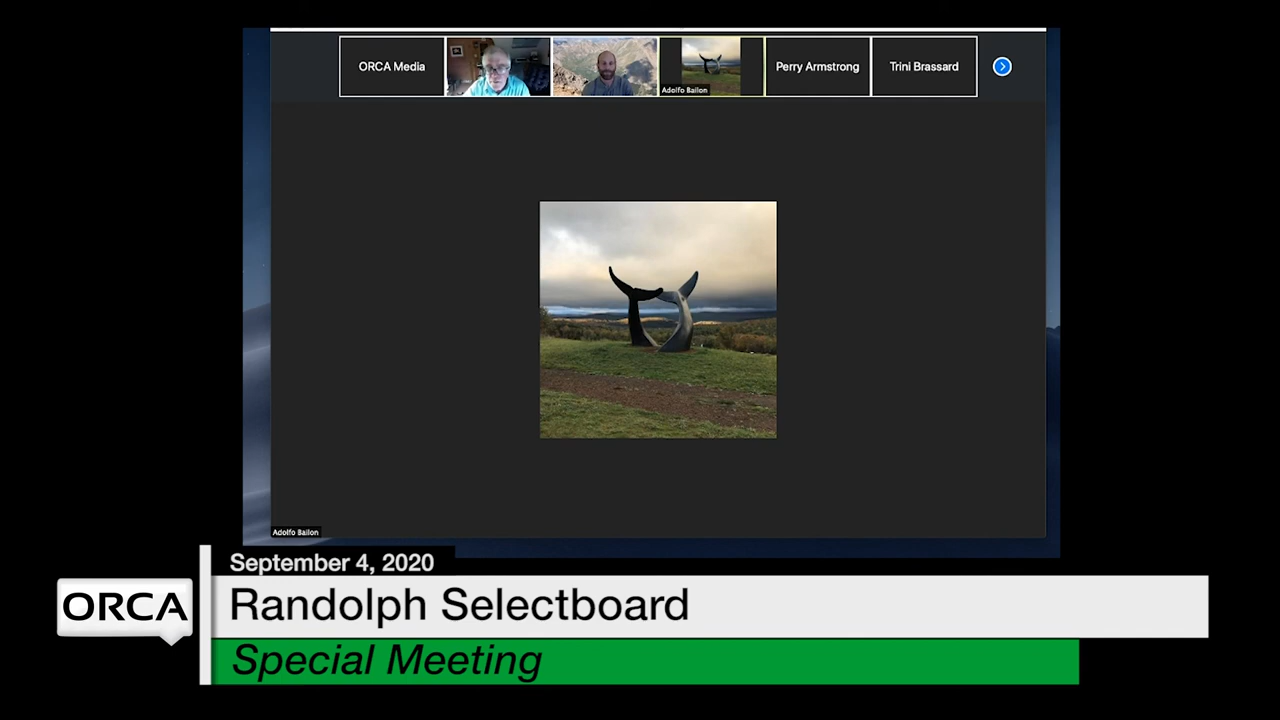 ORCA Media
Adolfo Bailon
Perry Armstrong
Trini Brassard
Adolfo Bailon
September 4, 2020
ORCA
Randolph Selectboard
Special Meeting